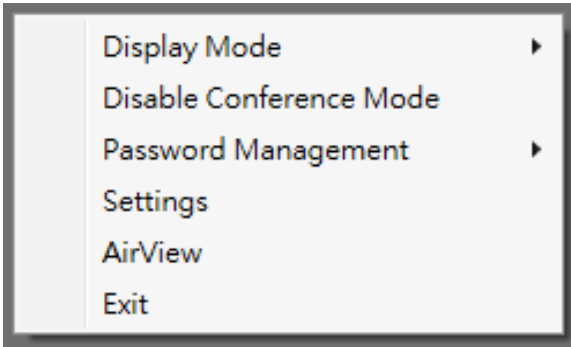 Display Mode
Disable Conference Mode
Password Management
Settings
AirView
Exit